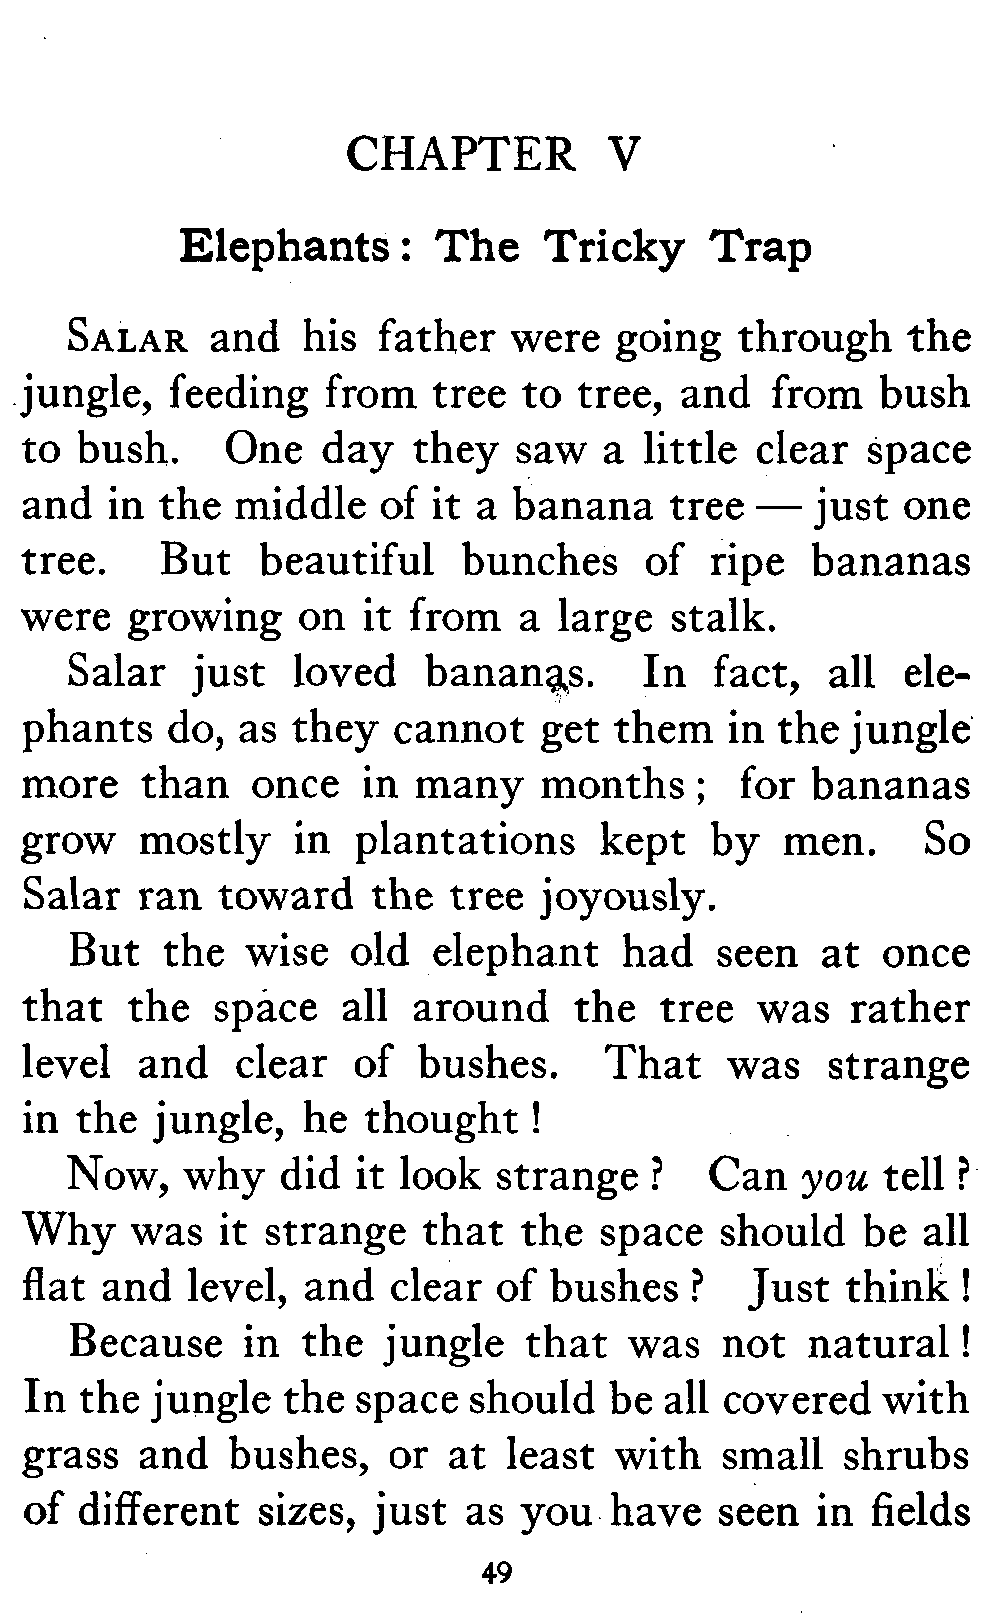 CHAPTER V
Elephants: The Tricky Trap
SALAR and his father were going through the
jungle, feeding from tree to tree, and from bush
to bush. One day they saw a little clear space
and in the middle of it a banana tree — just one
tree. But beautiful bunches of ripe bananas
were growing on it from a large stalk.
Salar just loved bananas. In fact, all ele-
phants do, as they cannot get them in the jungle
more than once in many months; for bananas
grow mostly in plantations kept by men. So
Salar ran toward the tree joyously.
But the wise old elephant had seen at once
that the space all around the tree was rather
level and clear of bushes. That was strange
in the jungle, he thought!
Now, why did it look strange? Can you tell?
Why was it strange that the space should be all
flat and level, and clear of bushes? Just think!
Because in the jungle that was not natural!
In the jungle the space should be all covered with
grass and bushes, or at least with small shrubs
of different sizes, just as you have seen in fields
49